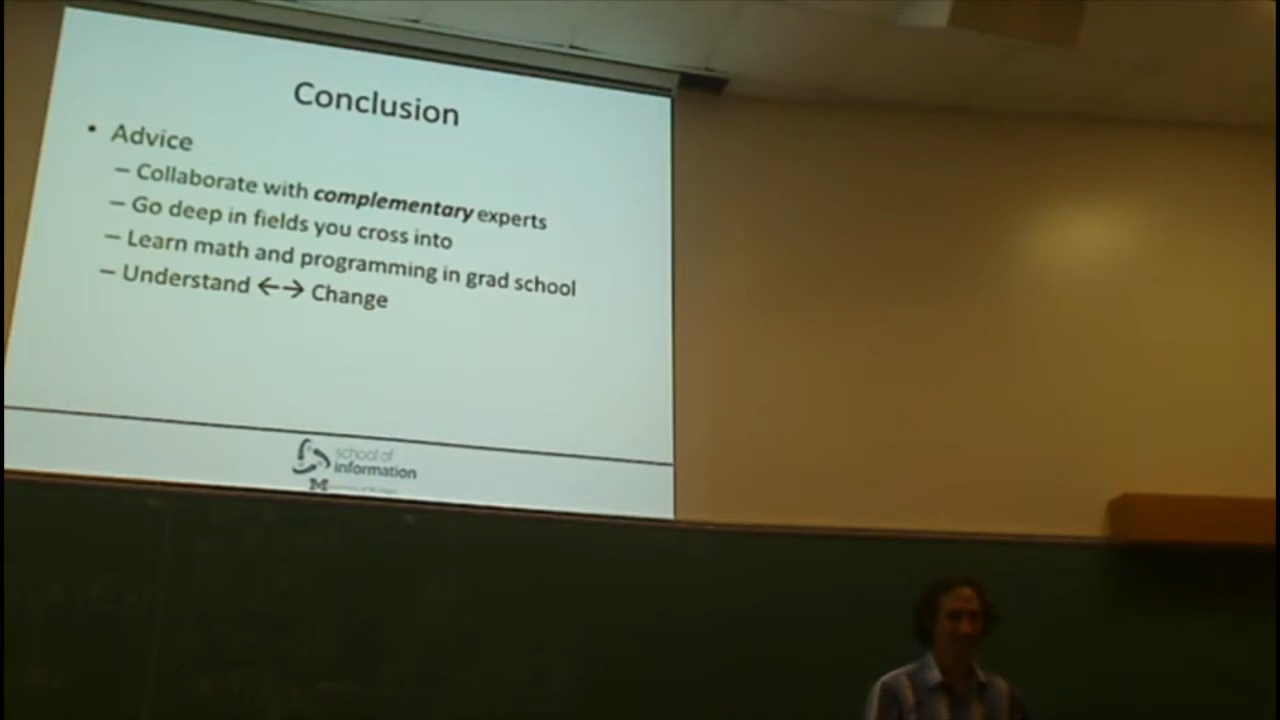 Conclusion
• Advice
– Collaborate with complementary experts
– Go deep in fields you cross into
– Learn math and programming in grad school
– Understand ←→ Change
school of
information
M